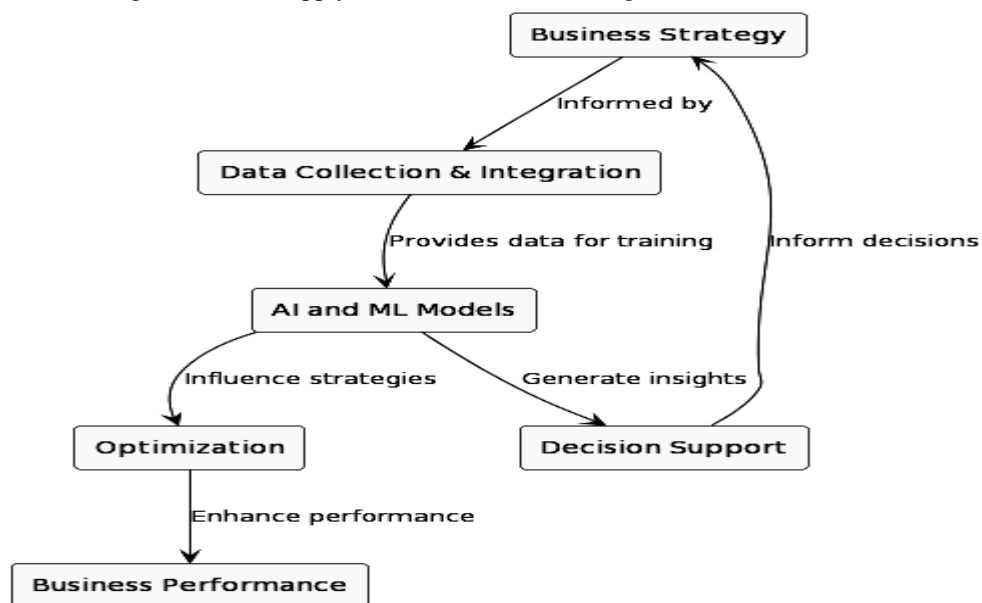 Business Strategy
Informed by
Data Collection & Integration
Provides data for training
Inform decisions
AI and ML Models
Influence strategies
Generate insights
Optimization
Decision Support
Enhance performance
Business Performance